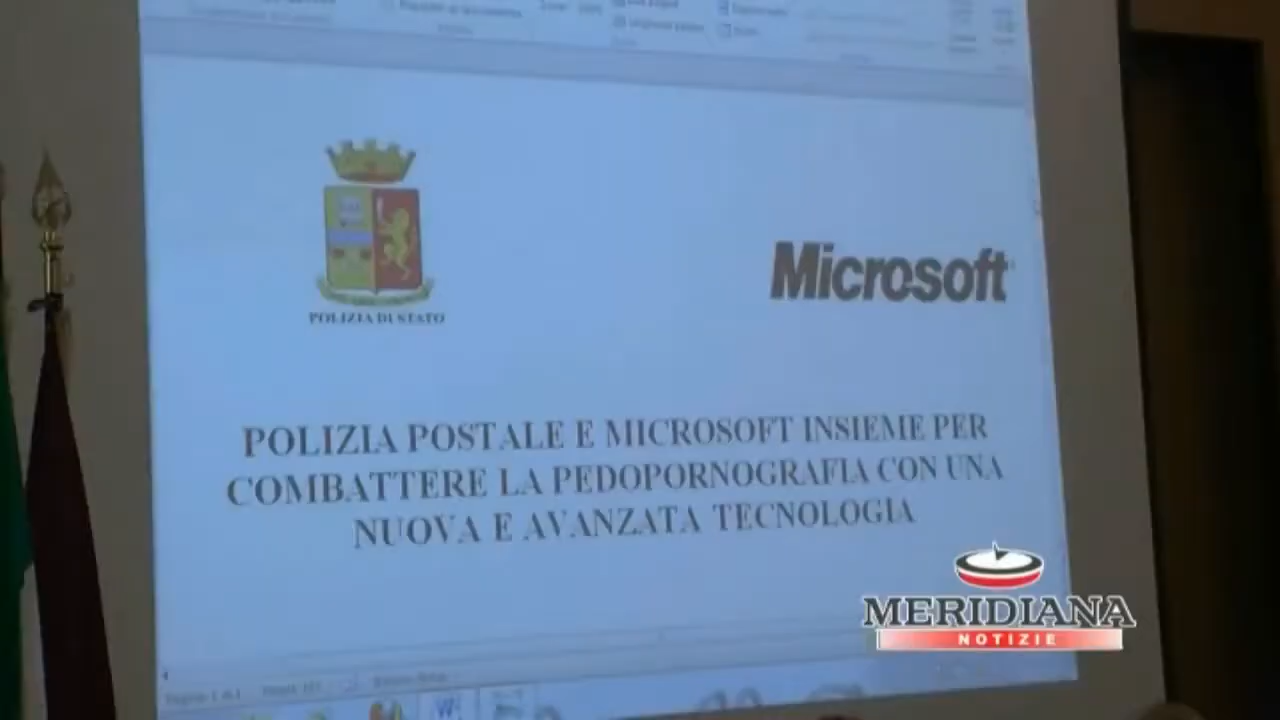 POLIZIA DI STATO
Microsoft
POLIZIA POSTALE E MICROSOFT INSIEME PER
COMBATTERE LA PEDOPORNOGRAFIA CON UNA
NUOVA E AVANZATA TECNOLOGIA
MERIDIANA
NOTIZIE